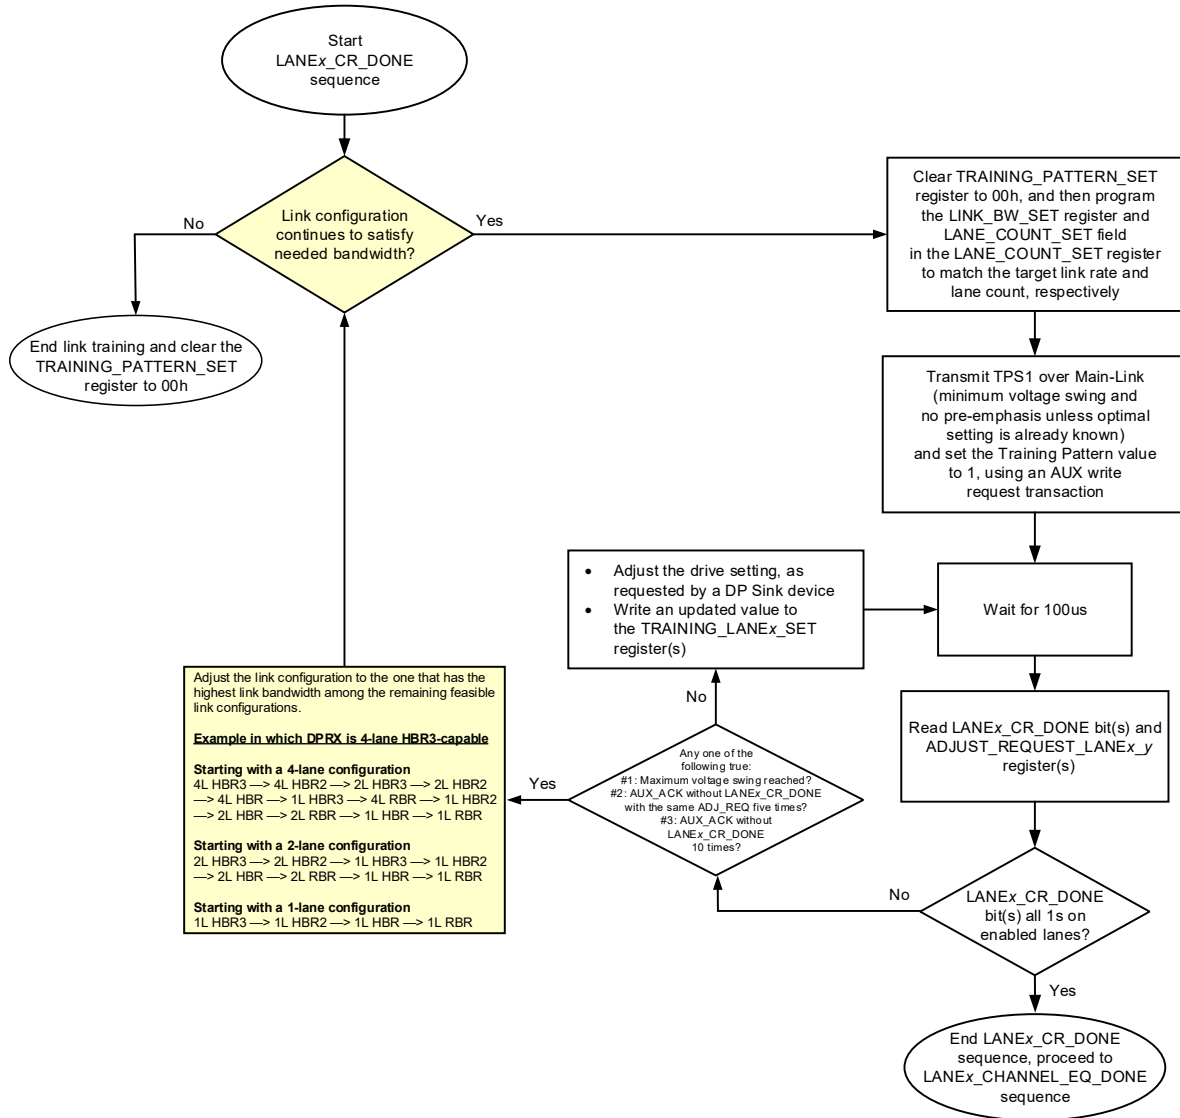 Start
LANEx_CR_DONE
sequence
Link configuration
continues to satisfy
needed bandwidth?
No
Yes
End link training and clear the
TRAINING_PATTERN_SET
register to 00h
Clear TRAINING_PATTERN_SET
register to 00h, and then program
the LINK_BW_SET register and
LANE_COUNT_SET field
in the LANE_COUNT_SET register
to match the target link rate and
lane count, respectively
Transmit TPS1 over Main-Link
(minimum voltage swing and
no pre-emphasis unless optimal
setting is already known)
and set the Training Pattern value
to 1, using an AUX write
request transaction
• Adjust the drive setting, as
requested by a DP Sink device
• Write an updated value to
the TRAINING_LANEx_SET
register(s)
Wait for 100us
Adjust the link configuration to the one that has the
highest link bandwidth among the remaining feasible
link configurations.
Example in which DPRX is 4-lane HBR3-capable
Starting with a 4-lane configuration
4L HBR3 —> 4L HBR2 —> 2L HBR3 —> 2L HBR2
—> 4L HBR —> 1L HBR3 —> 4L RBR —> 1L HBR2
—> 2L HBR —> 2L RBR —> 1L HBR —> 1L RBR
Starting with a 2-lane configuration
2L HBR3 —> 2L HBR2 —> 1L HBR3 —> 1L HBR2
—> 2L HBR —> 2L RBR —> 1L HBR —> 1L RBR
Starting with a 1-lane configuration
1L HBR3 —> 1L HBR2 —> 1L HBR —> 1L RBR
Yes
No
Any one of the
following true:
#1: Maximum voltage swing reached?
#2: AUX_ACK without LANEx_CR_DONE
with the same ADJ_REQ five times?
#3: AUX_ACK without
LANEx_CR_DONE
10 times?
Read LANEx_CR_DONE bit(s) and
ADJUST_REQUEST_LANEx_y
register(s)
No
LANEx_CR_DONE
bit(s) all 1s on
enabled lanes?
Yes
End LANEx_CR_DONE
sequence, proceed to
LANEx_CHANNEL_EQ_DONE
sequence